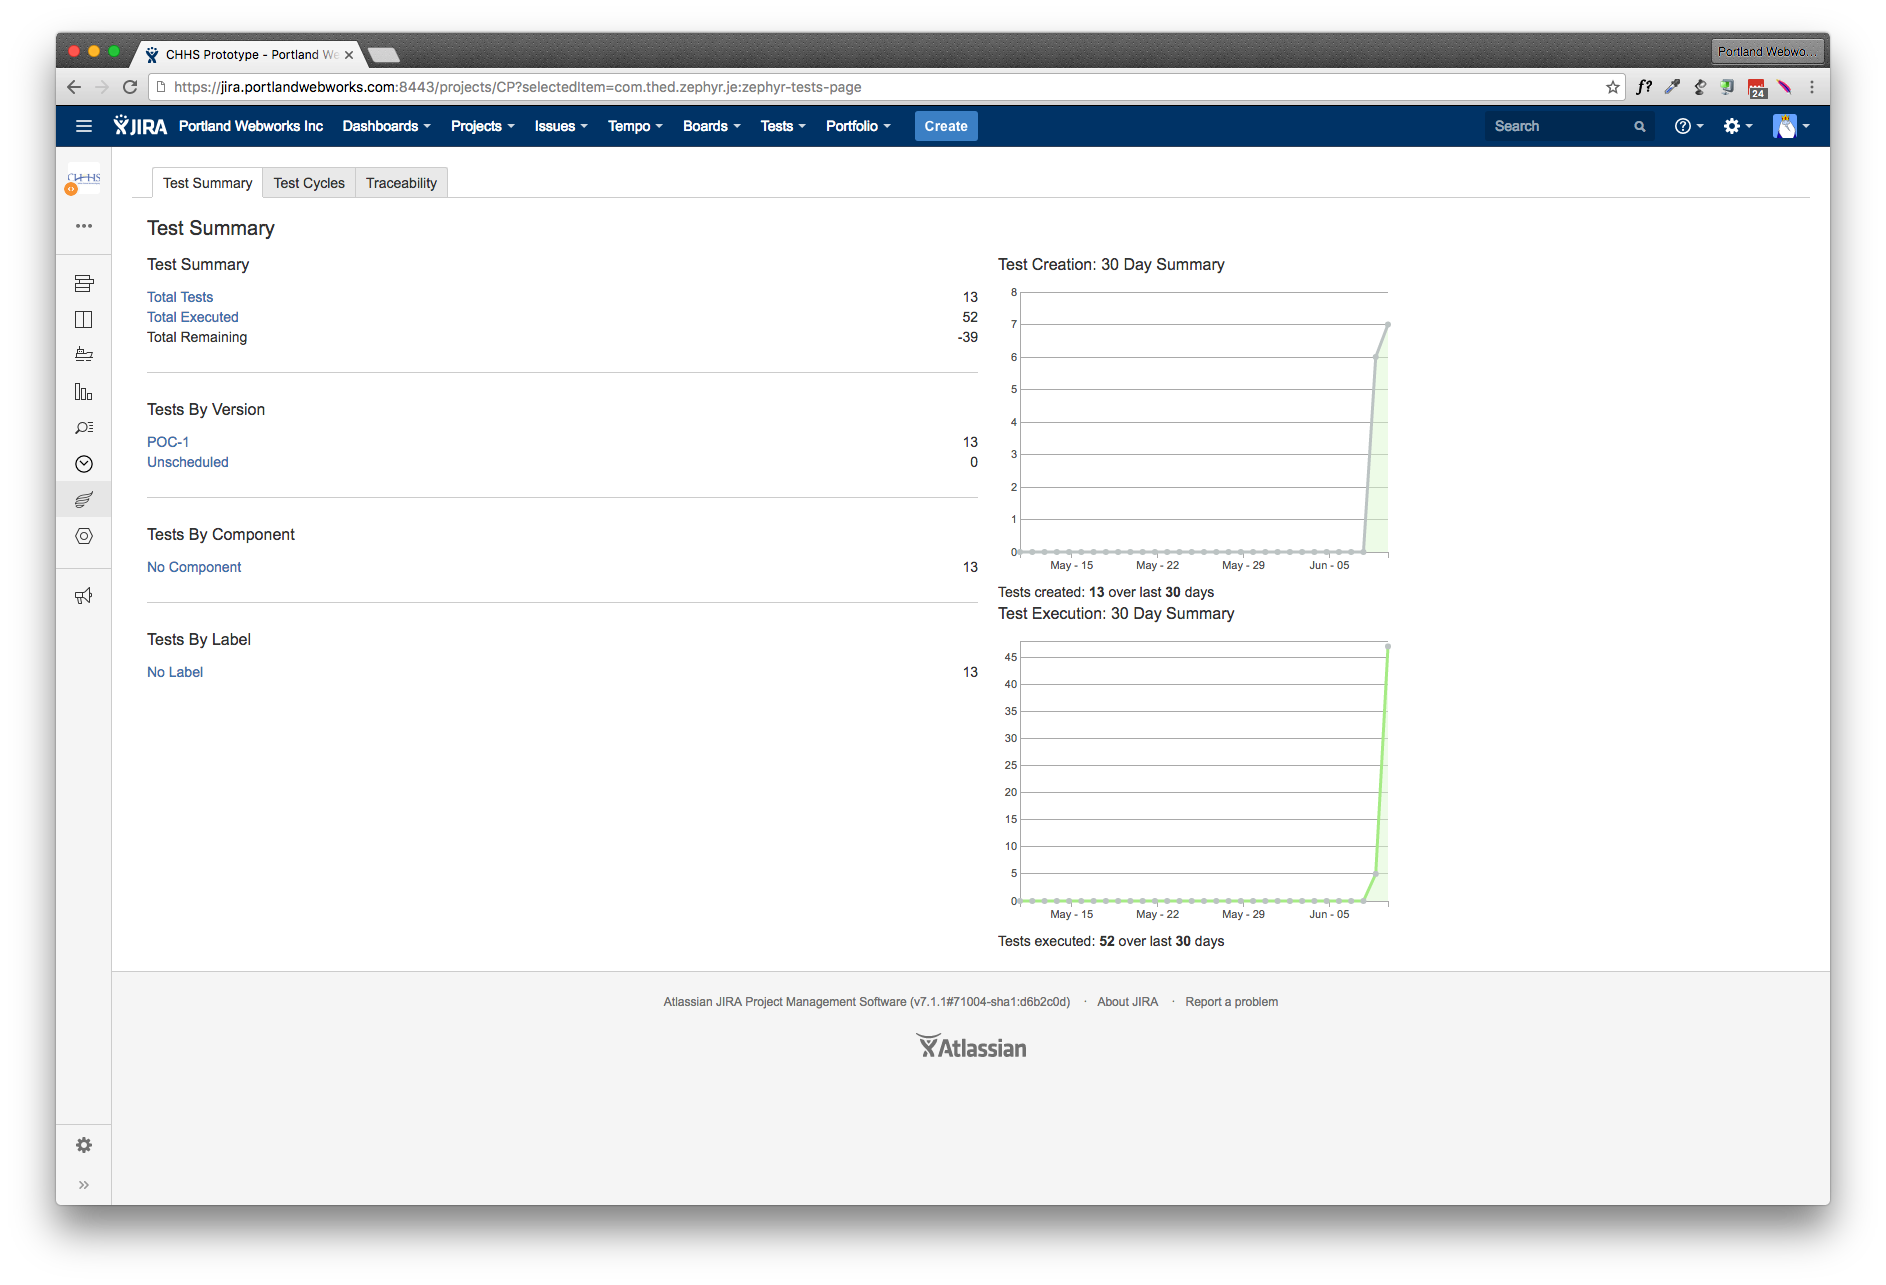 CHHS Prototype - Portland We
Portland Webwo...
https://jira.portlandwebworks.com:8443/projects/CP?selectedItem=com.thed.zephyr.je:zephyr-tests-page
f?
24
JIRA Portland Webworks Inc Dashboards Projects Issues Tempo Boards Tests Portfolio Create Search
CHHS
Test Summary Test Cycles Traceability
Test Summary
Test Summary
Total Tests 13
Total Executed 52
Total Remaining -39
Tests By Version
POC-1 13
Unscheduled 0
Tests By Component
No Component 13
Tests By Label
No Label 13
Test Creation: 30 Day Summary
8
7
6
5
4
3
2
1
0
May - 15 May - 22 May - 29 Jun - 05
Tests created: 13 over last 30 days
Test Execution: 30 Day Summary
45
40
35
30
25
20
15
10
5
0
May - 15 May - 22 May - 29 Jun - 05
Tests executed: 52 over last 30 days
Atlassian JIRA Project Management Software (v7.1.1#71004-sha1:d6b2c0d) · About JIRA · Report a problem
Atlassian